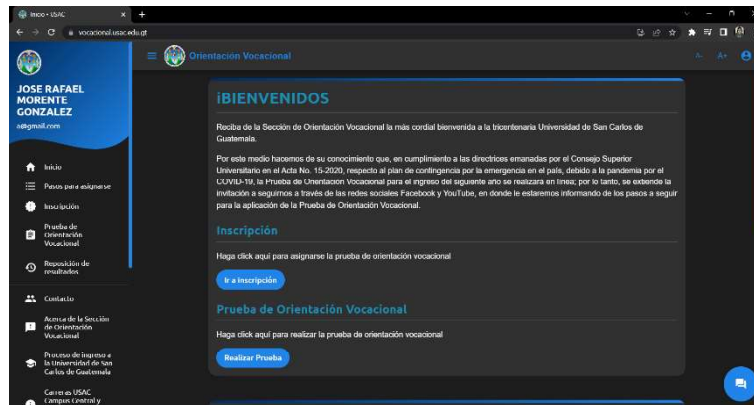 Inicio - USAC
vocacional.usac.edu.gt
Orientación Vocacional
A-
A+
JOSE RAFAEL
MORENTE
GONZALEZ
a@gmail.com
Inicio
Pasos para asignarse
Inscripción
Prueba de
Orientación
Vocacional
Reposición de
resultados
Contacto
Acerca de la Sección
de Orientación
Vocacional
Proceso de ingreso a
la Universidad de San
Carlos de Guatemala
Carreras USAC
Campus Central y
¡BIENVENIDOS
Reciba de la Sección de Orientación Vocacional la más cordial bienvenida a la tricentenaria Universidad de San Carlos de
Guatemala.
Por este medio hacemos de su conocimiento que, en cumplimiento a las directrices emanadas por el Consejo Superior
Universitario en el Acta No. 15-2020, respecto al plan de contingencia por la emergencia en el país, debido a la pandemia por el
COVID-19, la Prueba de Orientación Vocacional para el ingreso del siguiente año se realizará en línea; por lo tanto, se extiende la
invitación a seguirnos a través de las redes sociales Facebook y YouTube, en donde le estaremos informando de los pasos a seguir
para la aplicación de la Prueba de Orientación Vocacional.
Inscripción
Haga click aquí para asignarse la prueba de orientación vocacional
Ir a inscripción
Prueba de Orientación Vocacional
Haga click aquí para realizar la prueba de orientación vocacional
Realizar Prueba